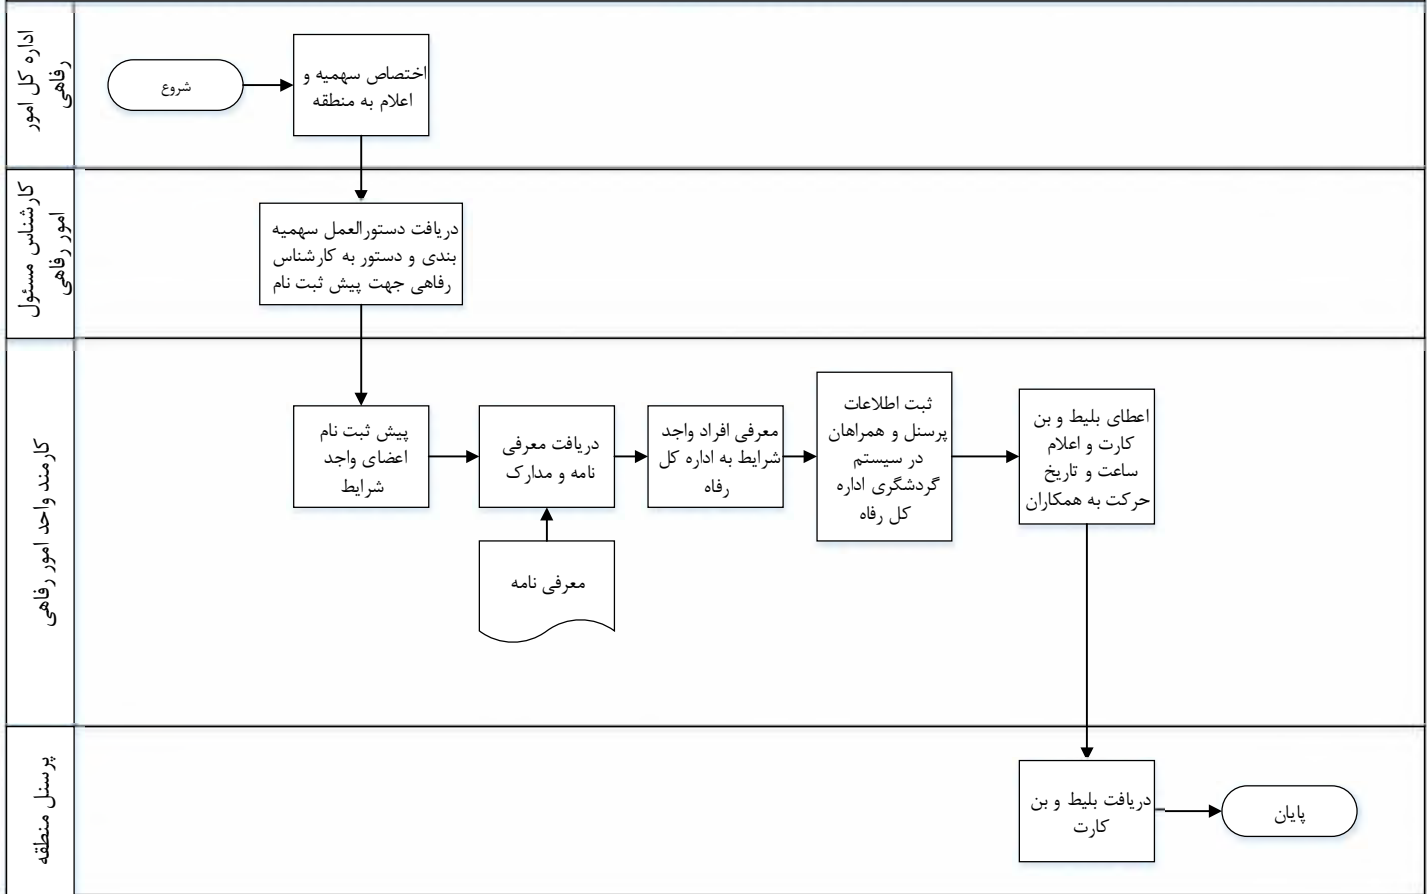 اداره کل امور
رفاهی
شروع
اختصاص سهمیه و
اعلام به منطقه
کارشناس مسئول
امور رفاهی
دریافت دستورالعمل سهمیه
بندی و دستور به کارشناس
رفاهی جهت پیش ثبت نام
کارمند واحد امور رفاهی
پیش ثبت نام
اعضای واجد
شرایط
دریافت معرفی
نامه و مدارک
معرفی نامه
معرفی افراد واجد
شرایط به اداره کل
رفاه
ثبت اطلاعات
پرسنل و همراهان
در سیستم
گردشگری اداره
کل رفاه
اعطای بلیط و بن
کارت و اعلام
ساعت و تاریخ
حرکت به همکاران
پرسنل منطقه
دریافت بلیط و بن
کارت
پایان